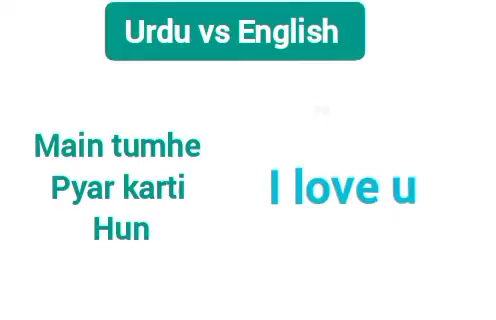 Urdu vs English
Main tumhe
Pyar karti
Hun
I love u